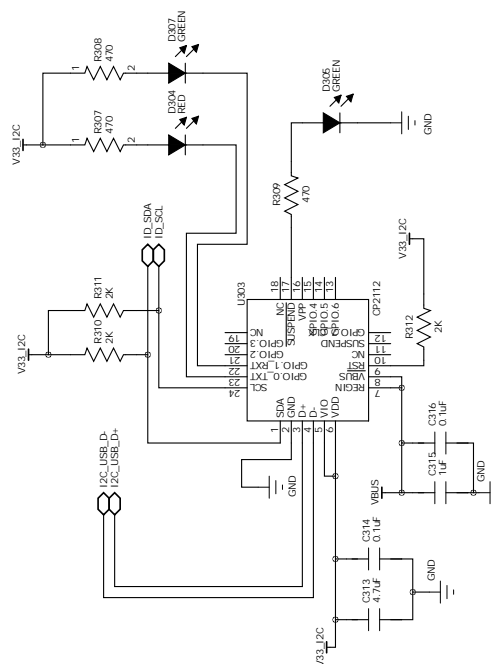 V33_I2C
R308
470
1
2
D307
GREEN
R307
470
1
2
D304
RED
D305
GREEN
GND
R309
470
ID_SDA
ID_SCL
V33_I2C
R311
2K
R310
2K
V33_I2C
R312
2K
U303
CP2112
18
NC
17
SUSPEND
16
VPP
15
GPIO.4
14
GPIO.5
13
GPIO.6
19
NC
20
GPIO.3
21
GPIO.2
22
GPIO.1_RXT
23
GPIO.0_TXT
24
SCL
12
11
SUSPEND
10
NC
9
RST
8
VBUS
7
REGIN
1
SDA
2
GND
3
D+
4
D-
5
VIO
6
VDD
I2C_USB_D-
I2C_USB_D+
GND
VBUS
C316
0.1uF
C315
1uF
GND
C314
0.1uF
C313
4.7uF
GND
V33_I2C